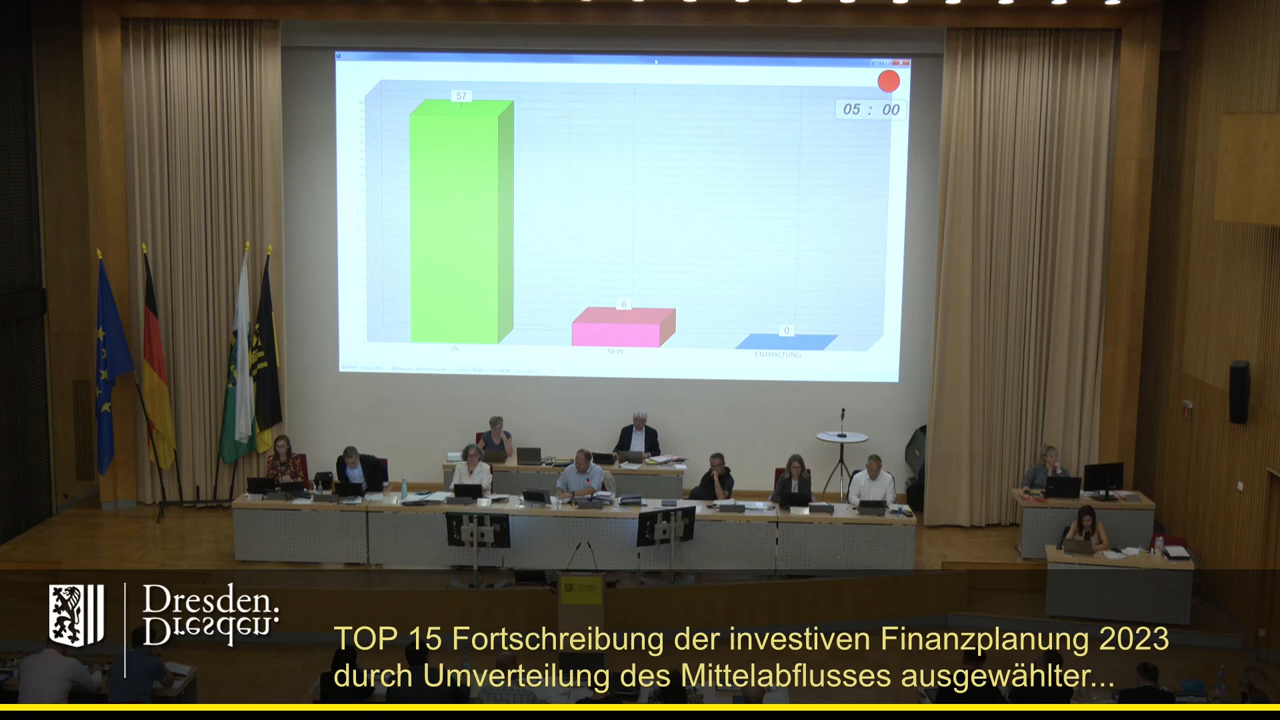 57
05 : 00
6
0
JA
NEIN
ENTHALTUNG
Dresden.
Dresden.
TOP 15 Fortschreibung der investiven Finanzplanung 2023
durch Umverteilung des Mittelabflusses ausgewählter...